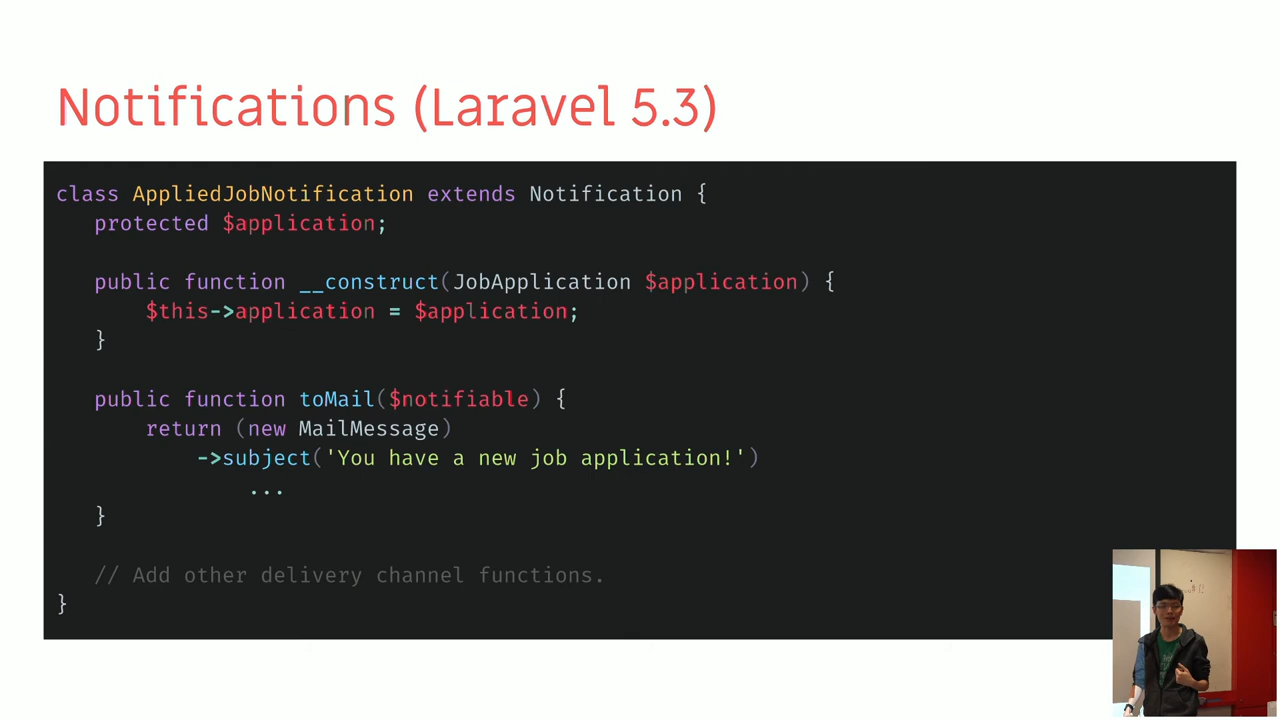 Notifications (Laravel 5.3)
class AppliedJobNotification extends Notification {
protected $application;
public function __construct(JobApplication $application) {
$this->application = $application;
}
public function toMail($notifiable) {
return (new MailMessage)
->subject('You have a new job application!')
...
}
// Add other delivery channel functions.
}